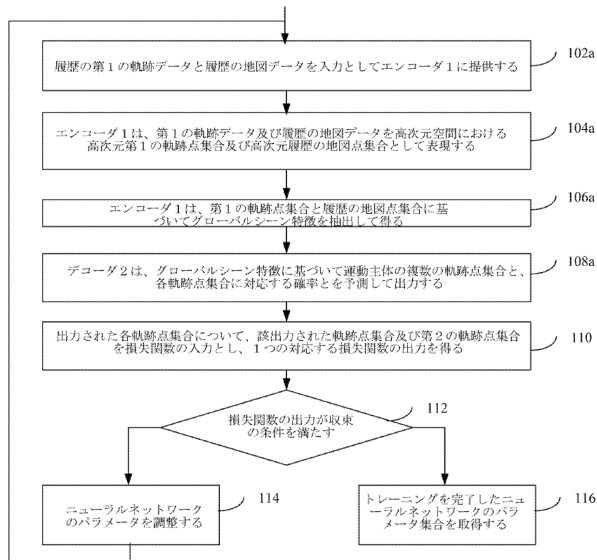 履歴の第１の軌跡データと履歴の地図データを入力としてエンコーダ１に提供する
102a
エンコーダ１は、第１の軌跡データ及び履歴の地図データを高次元空間における
高次元第１の軌跡点集合及び高次元履歴の地図点集合として表現する
104a
エンコーダ１は、第１の軌跡点集合と履歴の地図点集合に基
づいてグローバルシーン特徴を抽出して得る
106a
デコーダ２は、グローバルシーン特徴に基づいて運動主体の複数の軌跡点集合と、
各軌跡点集合に対応する確率とを予測して出力する
108a
出力された各軌跡点集合について、該出力された軌跡点集合及び第２の軌跡点集合
を損失関数の入力とし、１つの対応する損失関数の出力を得る
110
損失関数の出力が収束
の条件を満たす
112
ニューラルネットワーク
のパラメータを調整する
114
トレーニングを完了したニュ
ーラルネットワークのパラ
メータ集合を取得する
116